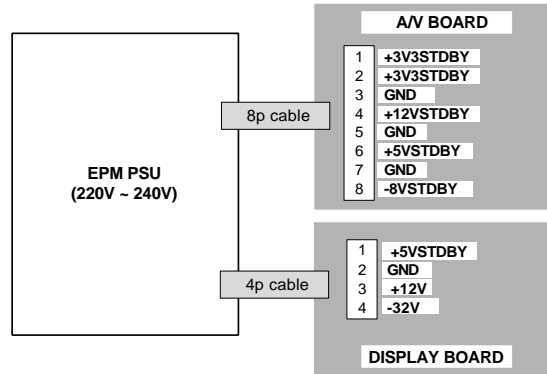 A/V BOARD
1 +3V3STDBY
2 +3V3STDBY
3 GND
4 +12VSTDBY
5 GND
6 +5VSTDBY
7 GND
8 -8VSTDBY
8p cable
EPM PSU
(220V ~ 240V)
4p cable
1 +5VSTDBY
2 GND
3 +12V
4 -32V
DISPLAY BOARD